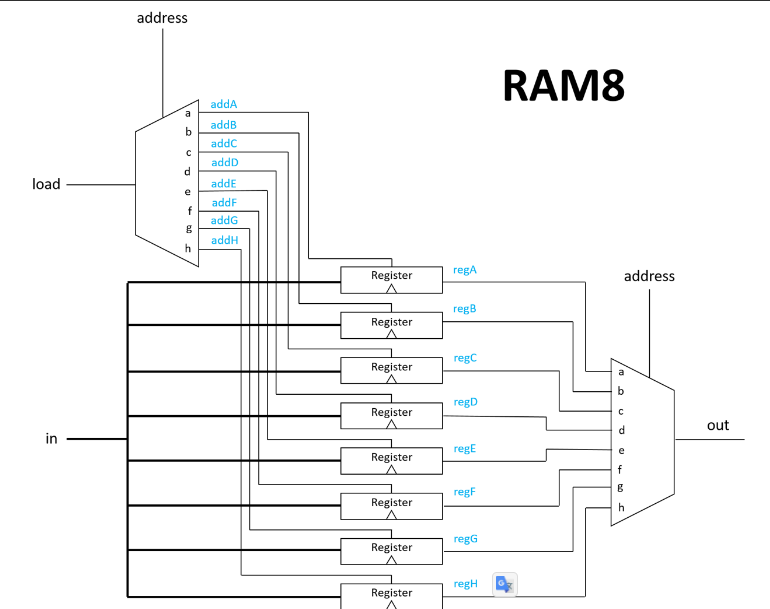 address
RAM8
load
a
b
c
d
e
f
g
h
addA
addB
addC
addD
addE
addF
addG
addH
in
Register
Register
Register
Register
Register
Register
Register
Register
regA
regB
regC
regD
regE
regF
regG
regH
address
a
b
c
d
e
f
g
h
out